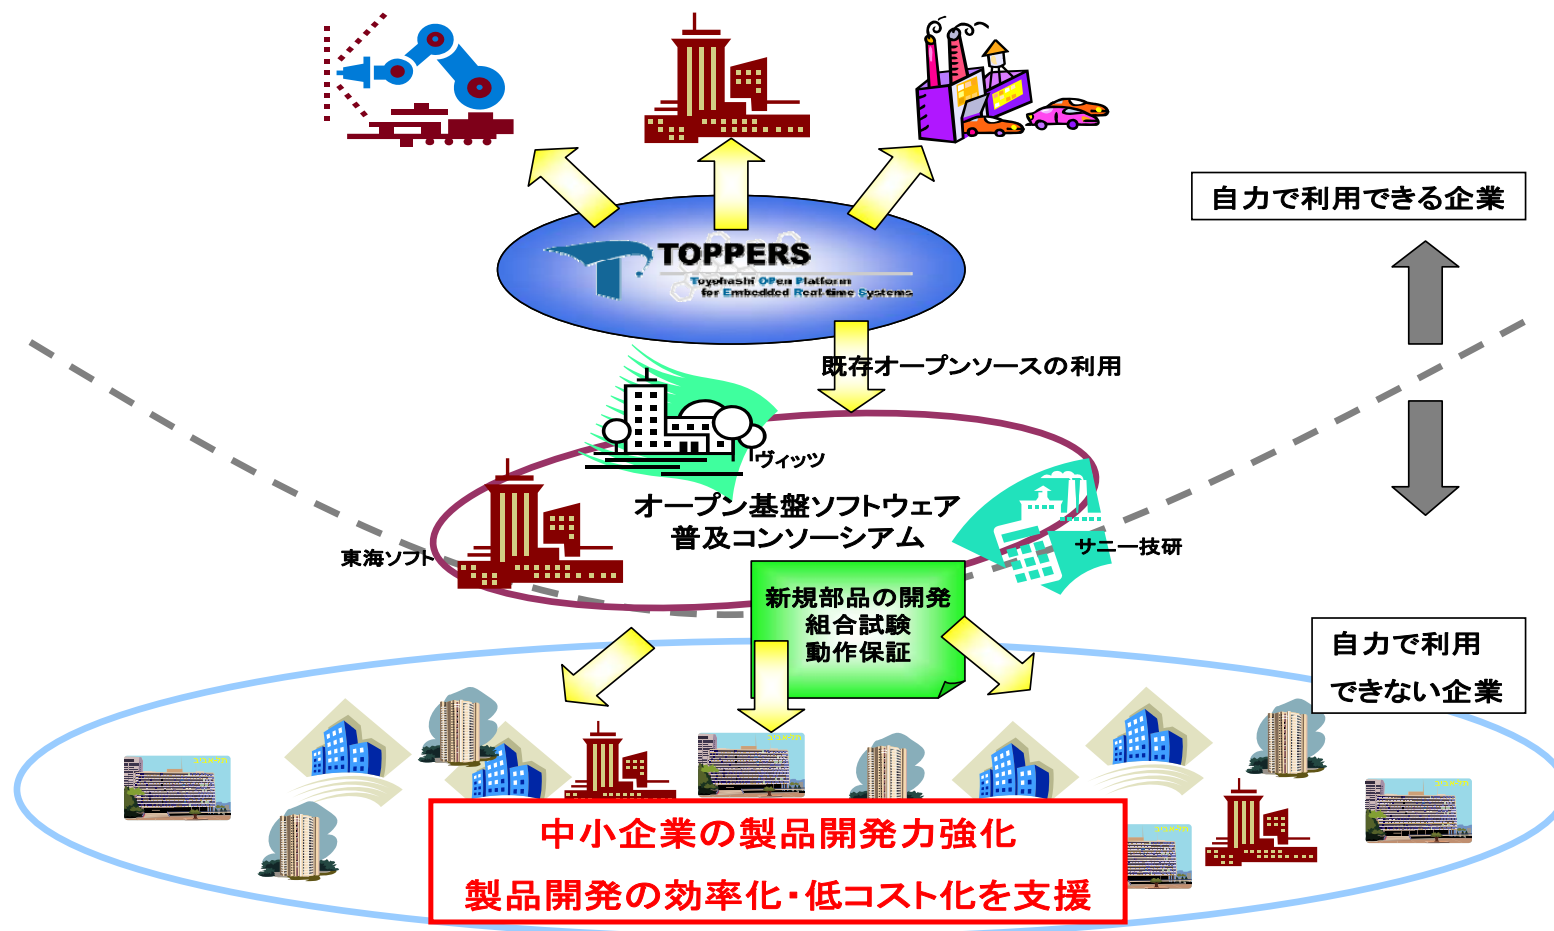 自力で利用できる企業
TOPPERS
Toyohashi OPen Platform
for Embedded Real-time Systems
既存オープンソースの利用
ヴィッツ
オープン基盤ソフトウェア
普及コンソーシアム
東海ソフト
サニー技研
新規部品の開発
組合試験
動作保証
自力で利用
できない企業
中小企業の製品開発力強化
製品開発の効率化・低コスト化を支援